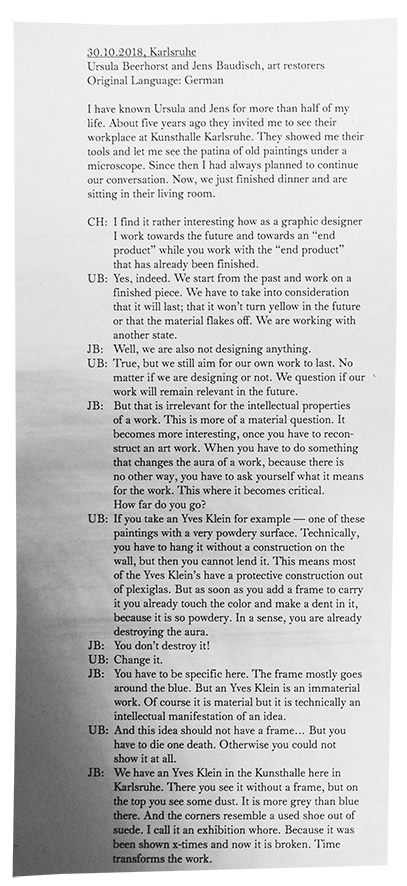 30.10.2018, Karlsruhe
Ursula Beerhorst and Jens Baudisch, art restorers
Original Language: German
I have known Ursula and Jens for more than half of my
life. About five years ago they invited me to see their
workplace at Kunsthalle Karlsruhe. They showed me their
tools and let me see the patina of old paintings under a
microscope. Since then I had always planned to continue
our conversation. Now, we just finished dinner and are
sitting in their living room.
CH: I find it rather interesting how as a graphic designer
I work towards the future and towards an “end
product” while you work with the “end product”
that has already been finished.
UB: Yes, indeed. We start from the past and work on a
finished piece. We have to take into consideration
that it will last; that it won’t turn yellow in the future
or that the material flakes off. We are working with
another state.
JB: Well, we are also not designing anything.
UB: True, but we still aim for our own work to last. No
matter if we are designing or not. We question if our
work will remain relevant in the future.
JB: But that is irrelevant for the intellectual properties
of a work. This is more of a material question. It
becomes more interesting, once you have to recon-
struct an art work. When you have to do something
that changes the aura of a work, because there is
no other way, you have to ask yourself what it means
for the work. This where it becomes critical.
How far do you go?
UB: If you take an Yves Klein for example — one of these
paintings with a very powdery surface. Technically,
you have to hang it without a construction on the
wall, but then you cannot lend it. This means most
of the Yves Klein’s have a protective construction out
of plexiglas. But as soon as you add a frame to carry
it you already touch the color and make a dent in it,
because it is so powdery. In a sense, you are already
destroying the aura.
JB: You don’t destroy it!
UB: Change it.
JB: You have to be specific here. The frame mostly goes
around the blue. But an Yves Klein is an immaterial
work. Of course it is material but it is technically an
intellectual manifestation of an idea.
UB: And this idea should not have a frame… But you
have to die one death. Otherwise you could not
show it at all.
JB: We have an Yves Klein in the Kunsthalle here in
Karlsruhe. There you see it without a frame, but on
the top you see some dust. It is more grey than blue
there. And the corners resemble a used shoe out of
suede. I call it an exhibition whore. Because it was
been shown x-times and now it is broken. Time
transforms the work.